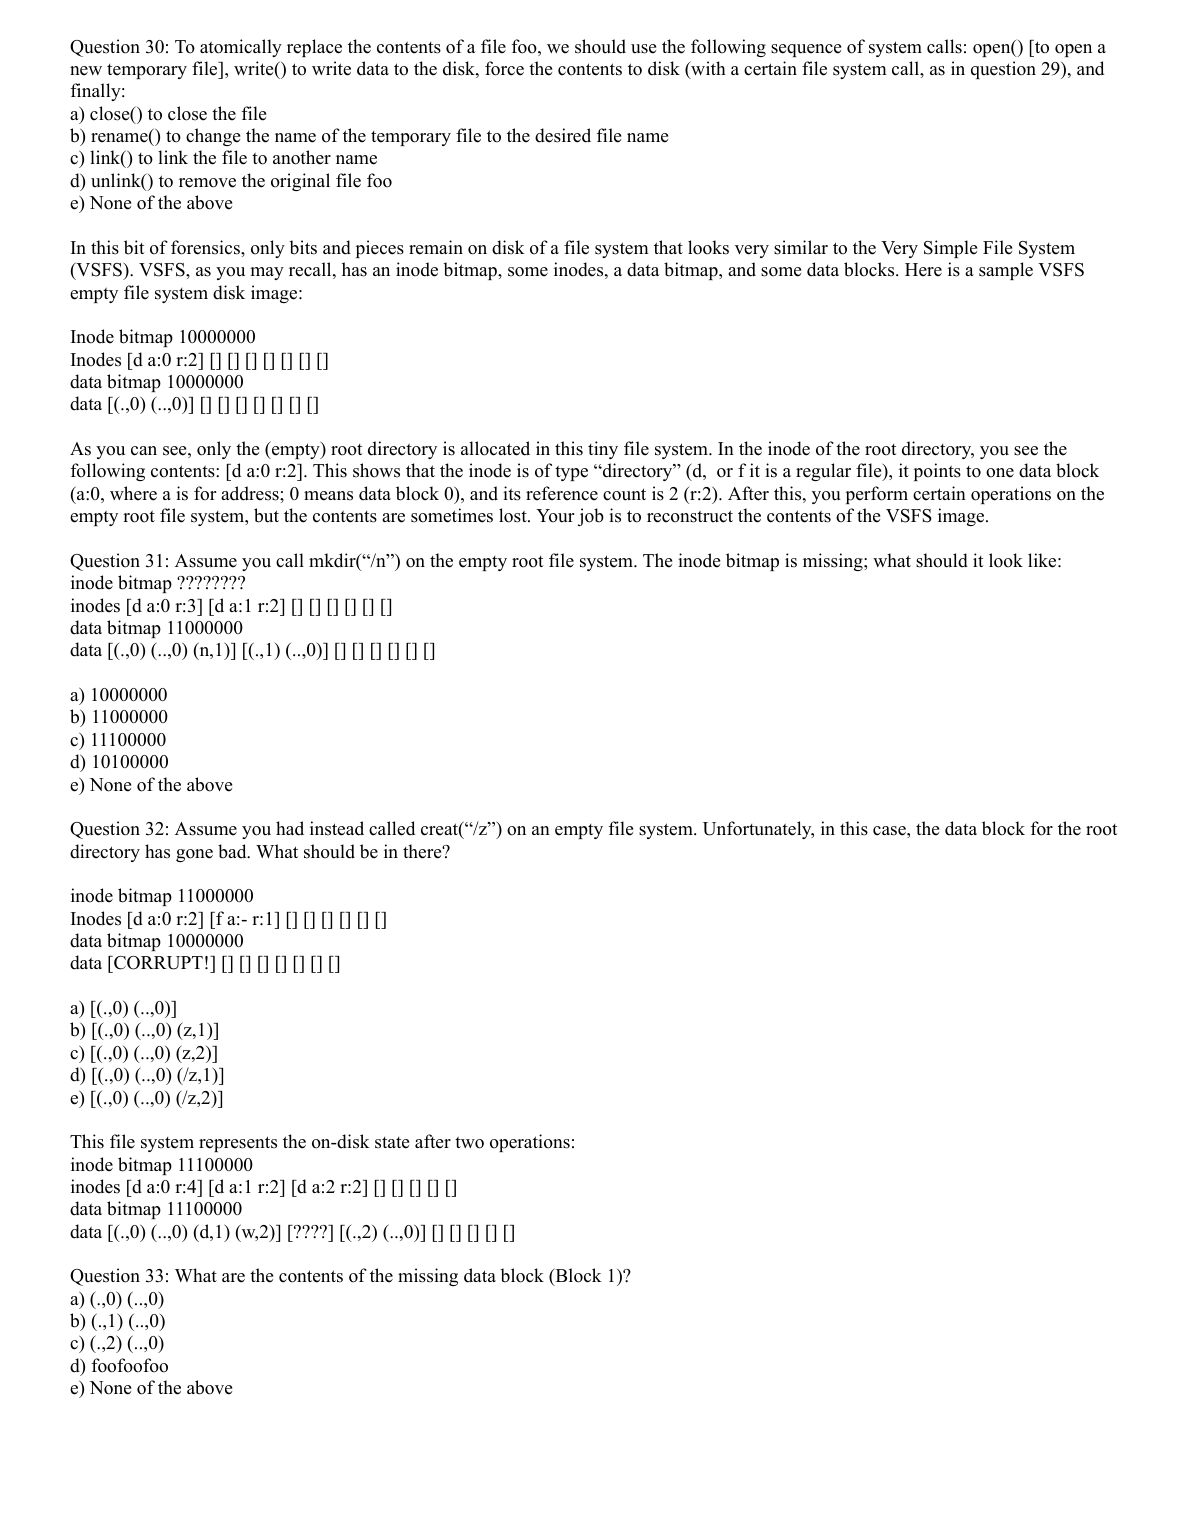 Question 30: To atomically replace the contents of a file foo, we should use the following sequence of system calls: open() [to open a
new temporary file], write() to write data to the disk, force the contents to disk (with a certain file system call, as in question 29), and
finally:
a) close() to close the file
b) rename() to change the name of the temporary file to the desired file name
c) link() to link the file to another name
d) unlink() to remove the original file foo
e) None of the above
In this bit of forensics, only bits and pieces remain on disk of a file system that looks very similar to the Very Simple File System
(VSFS). VSFS, as you may recall, has an inode bitmap, some inodes, a data bitmap, and some data blocks. Here is a sample VSFS
empty file system disk image:
Inode bitmap 10000000
Inodes [d a:0 r:2] [] [] [] [] [] [] []
data bitmap 10000000
data [(.,0) (..,0)] [] [] [] [] [] [] []
As you can see, only the (empty) root directory is allocated in this tiny file system. In the inode of the root directory, you see the
following contents: [d a:0 r:2]. This shows that the inode is of type “directory” (d,  or f it is a regular file), it points to one data block
(a:0, where a is for address; 0 means data block 0), and its reference count is 2 (r:2). After this, you perform certain operations on the
empty root file system, but the contents are sometimes lost. Your job is to reconstruct the contents of the VSFS image.
Question 31: Assume you call mkdir(“/n”) on the empty root file system. The inode bitmap is missing; what should it look like:
inode bitmap ????????
inodes [d a:0 r:3] [d a:1 r:2] [] [] [] [] [] []
data bitmap 11000000
data [(.,0) (..,0) (n,1)] [(.,1) (..,0)] [] [] [] [] [] []
a) 10000000
b) 11000000
c) 11100000
d) 10100000
e) None of the above
Question 32: Assume you had instead called creat(“/z”) on an empty file system. Unfortunately, in this case, the data block for the root
directory has gone bad. What should be in there?
inode bitmap 11000000
Inodes [d a:0 r:2] [f a:- r:1] [] [] [] [] [] []
data bitmap 10000000
data [CORRUPT!] [] [] [] [] [] [] []
a) [(.,0) (..,0)]
b) [(.,0) (..,0) (z,1)]
c) [(.,0) (..,0) (z,2)]
d) [(.,0) (..,0) (/z,1)]
e) [(.,0) (..,0) (/z,2)]
This file system represents the on-disk state after two operations:
inode bitmap 11100000
inodes [d a:0 r:4] [d a:1 r:2] [d a:2 r:2] [] [] [] [] []
data bitmap 11100000
data [(.,0) (..,0) (d,1) (w,2)] [????] [(.,2) (..,0)] [] [] [] [] []
Question 33: What are the contents of the missing data block (Block 1)?
a) (.,0) (..,0)
b) (.,1) (..,0)
c) (.,2) (..,0)
d) foofoofoo
e) None of the above